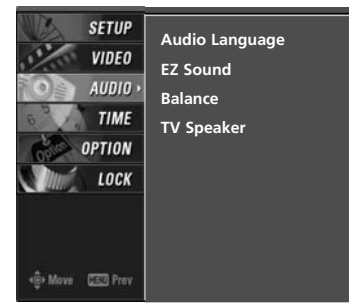 SETUP
VIDEO
AUDIO
TIME
OPTION
LOCK
Move MENU Prev
Audio Language
EZ Sound
Balance
TV Speaker